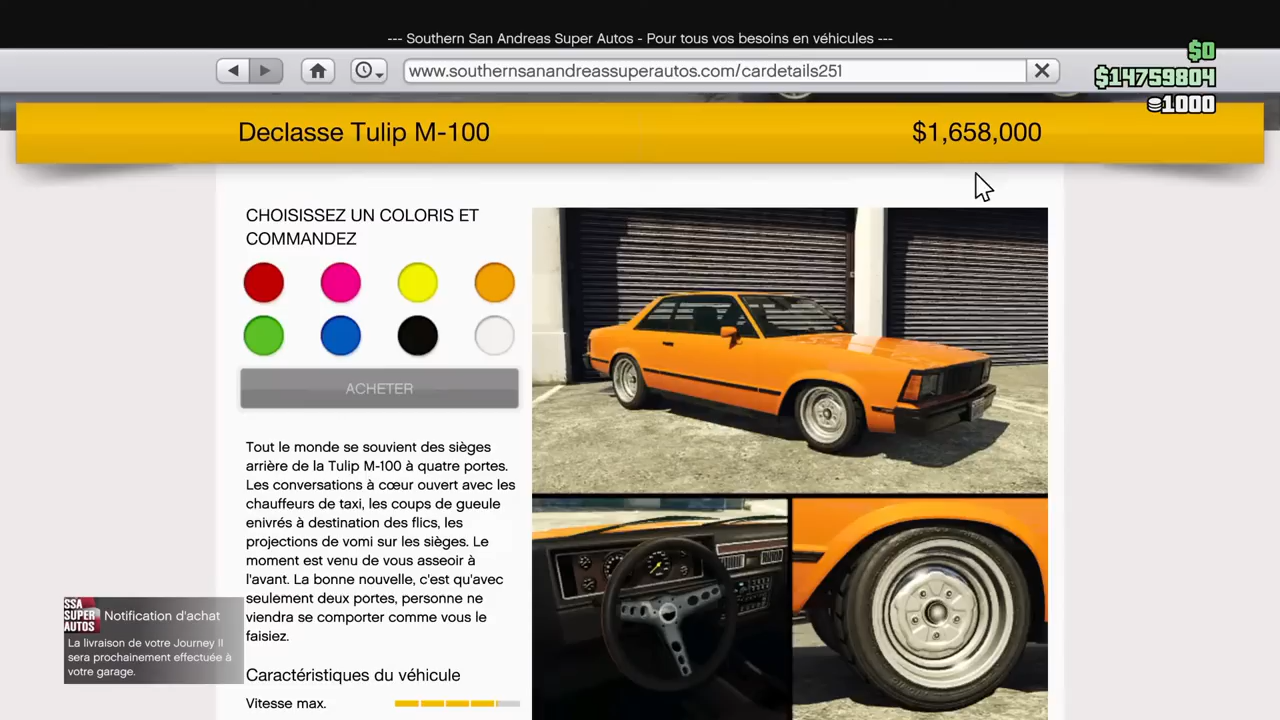 --- Southern San Andreas Super Autos - Pour tous vos besoins en véhicules ---
www.southernsanandreassuperautos.com/cardetails251
$0
$14759804
1000
Declasse Tulip M-100
$1,658,000
CHOISISSEZ UN COLORIS ET
COMMANDEZ
ACHETER
Tout le monde se souvient des sièges
arrière de la Tulip M-100 à quatre portes.
Les conversations à cœur ouvert avec les
chauffeurs de taxi, les coups de gueule
enivrés à destination des flics, les
projections de vomi sur les sièges. Le
moment est venu de vous asseoir à
l'avant. La bonne nouvelle, c'est qu'avec
seulement deux portes, personne ne
viendra se comporter comme vous le
faisiez.
Caractéristiques du véhicule
Vitesse max.
SSA
SUPER
AUTOS
Notification d'achat
La livraison de votre Journey II
sera prochainement effectuée à
votre garage.